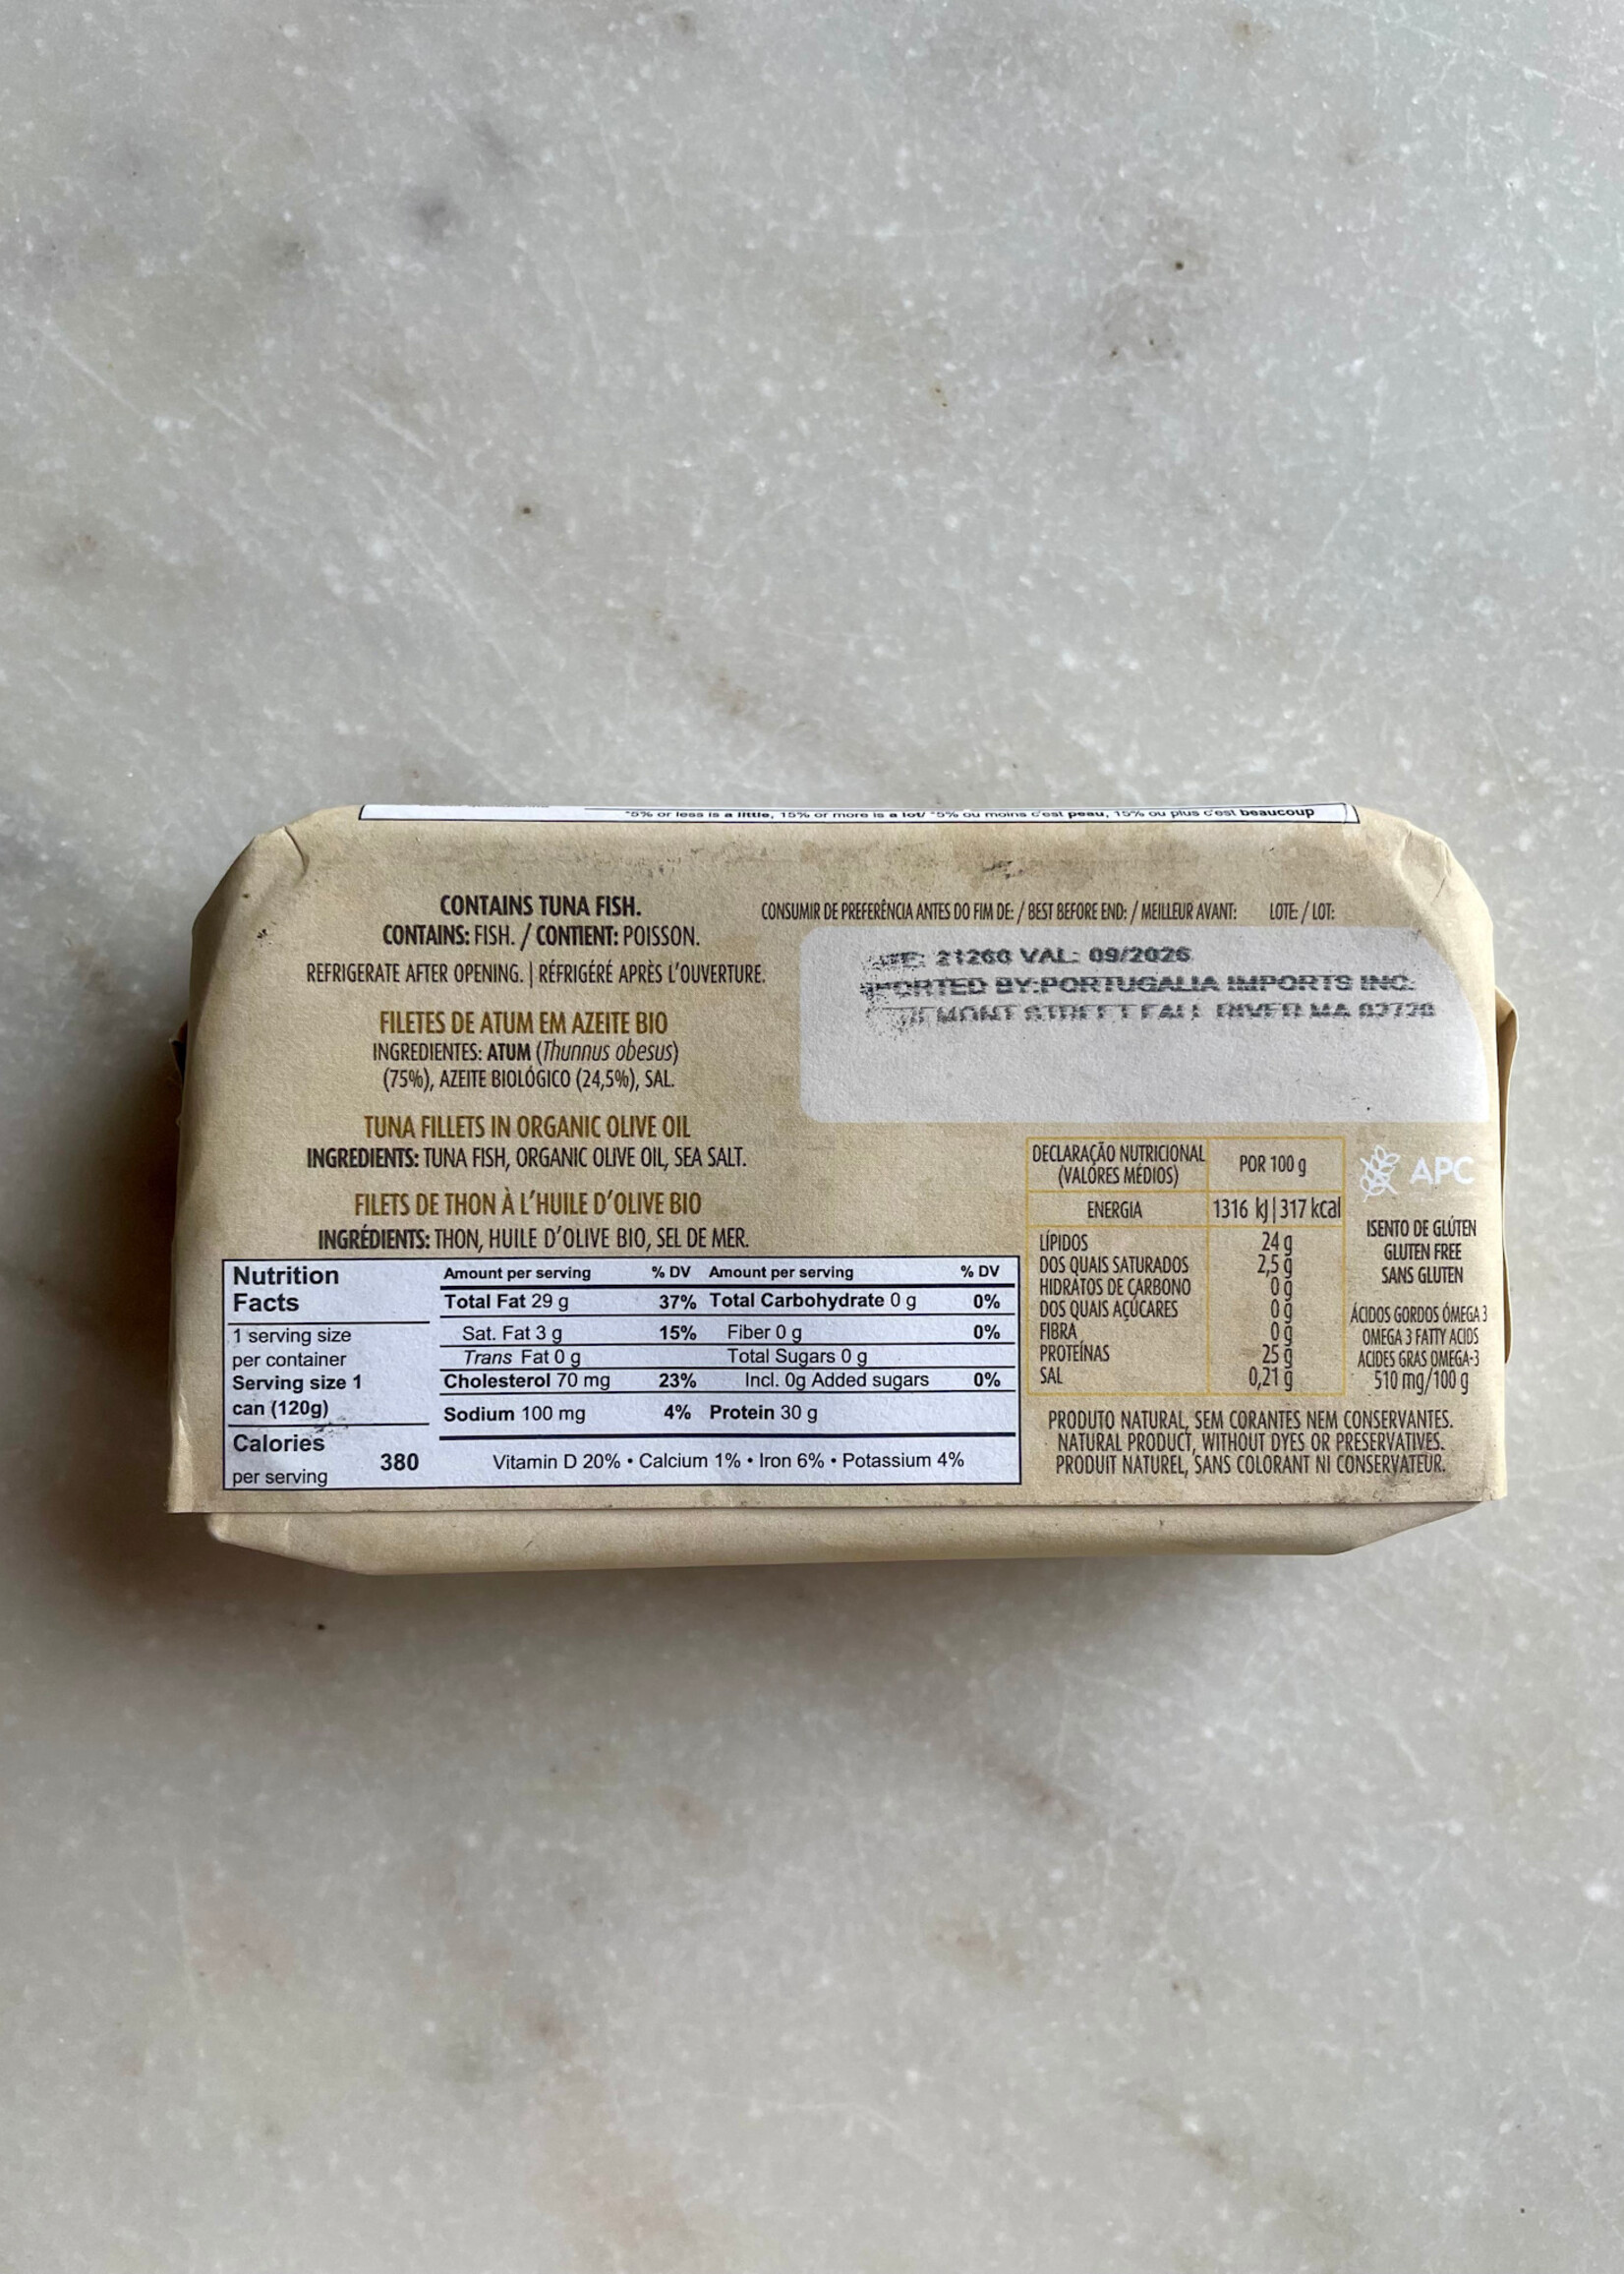 "5% or less is a little, 15% or more is a lot/ "5% ou moins c'est peau, 15% ou plus c'est beaucoup
CONTAINS TUNA FISH.
CONTAINS: FISH. / CONTIENT: POISSON.
REFRIGERATE AFTER OPENING. | RÉFRIGÉRÉ APRÈS L'OUVERTURE.
CONSUMIR DE PREFERÊNCIA ANTES DO FIM DE: / BEST BEFORE END: / MEILLEUR AVANT: LOTE: / LOT:
21260 VAL: 09/2026
BY:PORTUGALIA IMPORTS INC.
STREET FALL RIVER MA
FILETES DE ATUM EM AZEITE BIO
INGREDIENTES: ATUM (Thunnus obesus)
(75%), AZEITE BIOLÓGICO (24,5%), SAL.
TUNA FILLETS IN ORGANIC OLIVE OIL
INGREDIENTS: TUNA FISH, ORGANIC OLIVE OIL, SEA SALT.
FILETS DE THON À L'HUILE D'OLIVE BIO
INGRÉDIENTS: THON, HUILE D'OLIVE BIO, SEL DE MER.
Nutrition
Facts
1 serving size
per container
Serving size 1
can (120g)
Calories
per serving 380
Amount per serving % DV Amount per serving % DV
Total Fat 29 g 37% Total Carbohydrate 0 g 0%
Sat. Fat 3 g 15% Fiber 0 g 0%
Trans Fat 0 g Total Sugars 0 g
Cholesterol 70 mg 23% Incl. 0g Added sugars 0%
Sodium 100 mg 4% Protein 30 g
Vitamin D 20% • Calcium 1% • Iron 6% • Potassium 4%
DECLARAÇÃO NUTRICIONAL
(VALORES MÉDIOS) POR 100 g
ENERGIA 1316 kJ | 317 kcal
LÍPIDOS 24 g
DOS QUAIS SATURADOS 2,5 g
HIDRATOS DE CARBONO 0 g
DOS QUAIS AÇÚCARES 0 g
FIBRA 0 g
PROTEÍNAS 25 g
SAL 0,21 g
APC
ISENTO DE GLÚTEN
GLUTEN FREE
SANS GLUTEN
ÁCIDOS GORDOS ÓMEGA 3
OMEGA 3 FATTY ACIDS
ACIDES GRAS OMEGA-3
510 mg/100 g
PRODUTO NATURAL, SEM CORANTES NEM CONSERVANTES.
NATURAL PRODUCT, WITHOUT DYES OR PRESERVATIVES.
PRODUIT NATUREL, SANS COLORANT NI CONSERVATEUR.